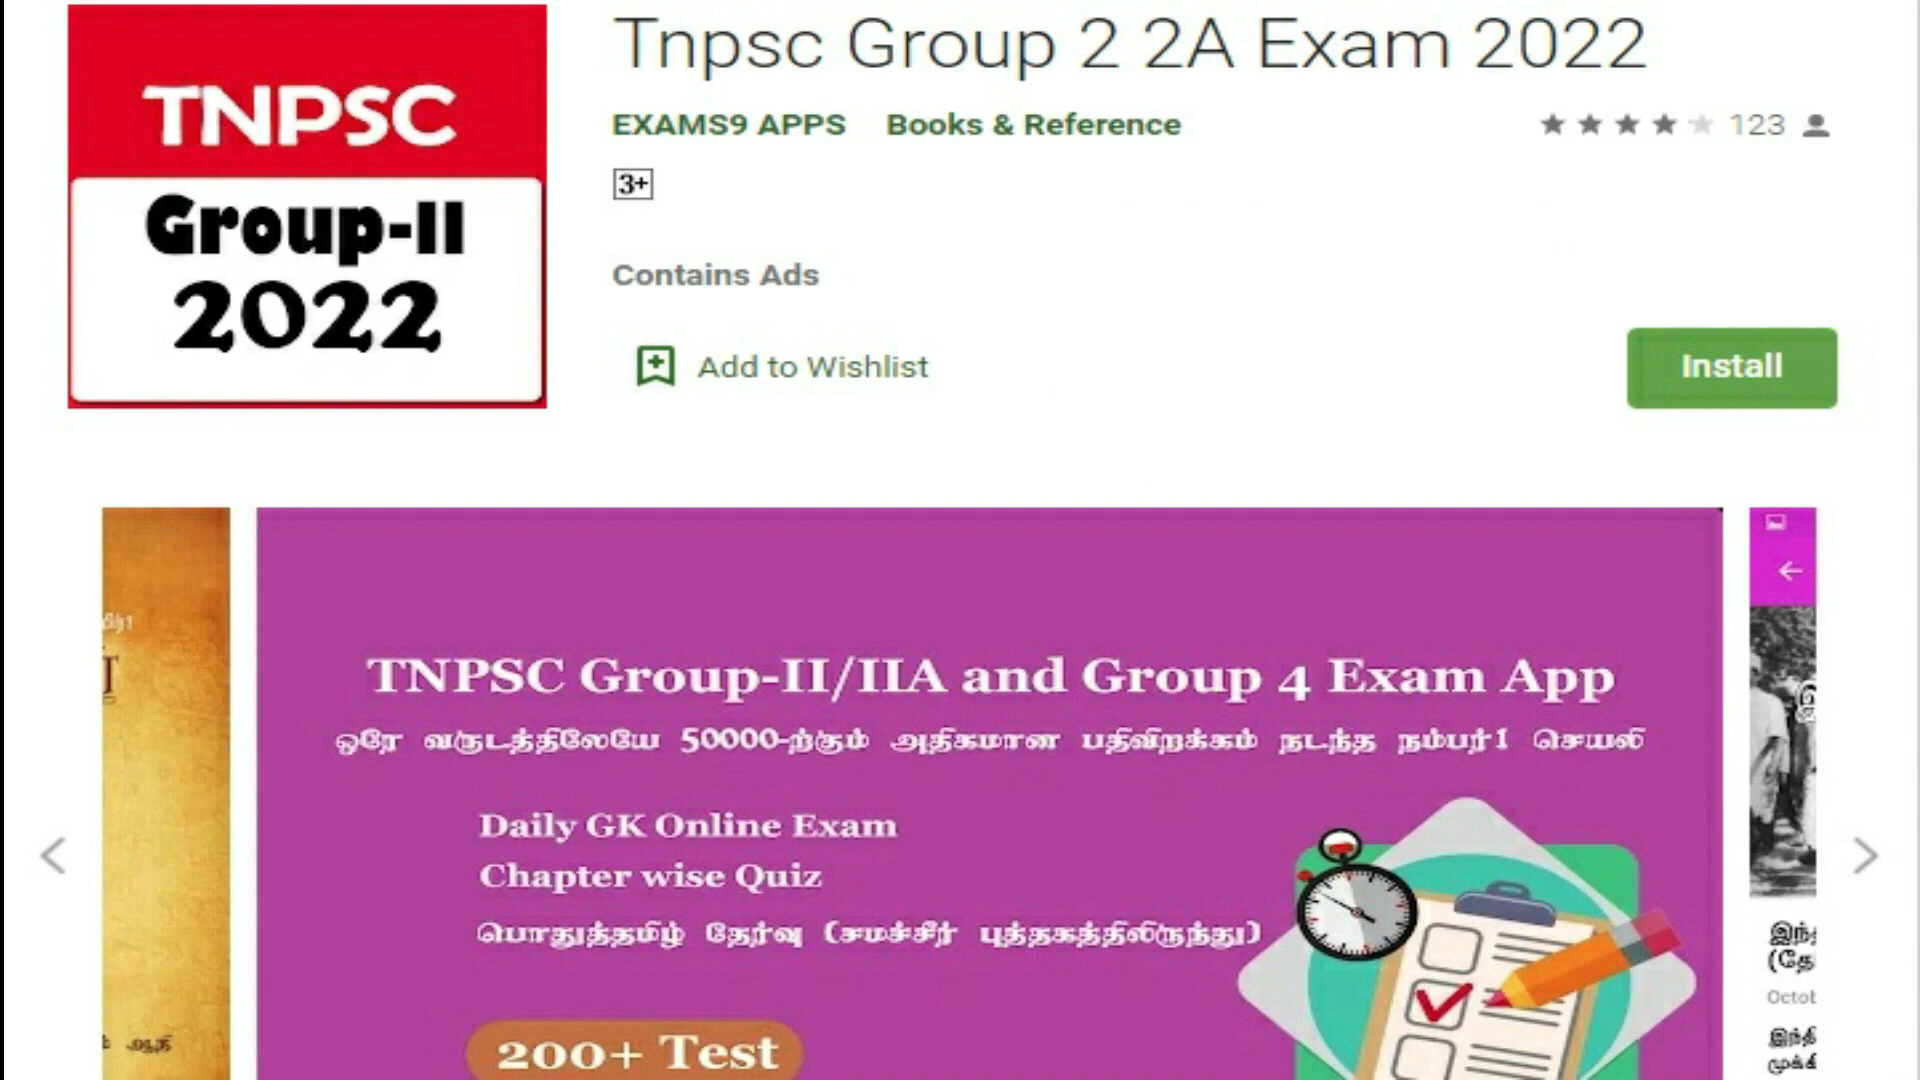 TNPSC
Group-II
2022
Tnpsc Group 2 2A Exam 2022
EXAMS9 APPS Books & Reference
123
3+
Contains Ads
Add to Wishlist
Install
TNPSC Group-II/IIA and Group 4 Exam App
ஒரே வருடத்திலேயே 50000-ற்கும் அதிகமான பதிவிறக்கம் நடந்த நம்பர்1 செயலி
Daily GK Online Exam
Chapter wise Quiz
பொதுத்தமிழ் தேர்வு (சமச்சீர் புத்தகத்திலிருந்து)
200+ Test